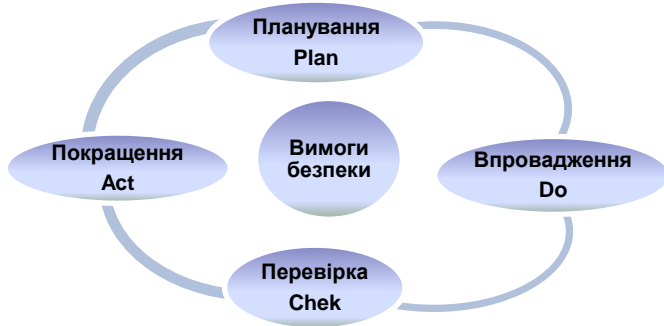 Планування
Plan
Вимоги
безпеки
Покращення
Act
Впровадження
Do
Перевірка
Chek